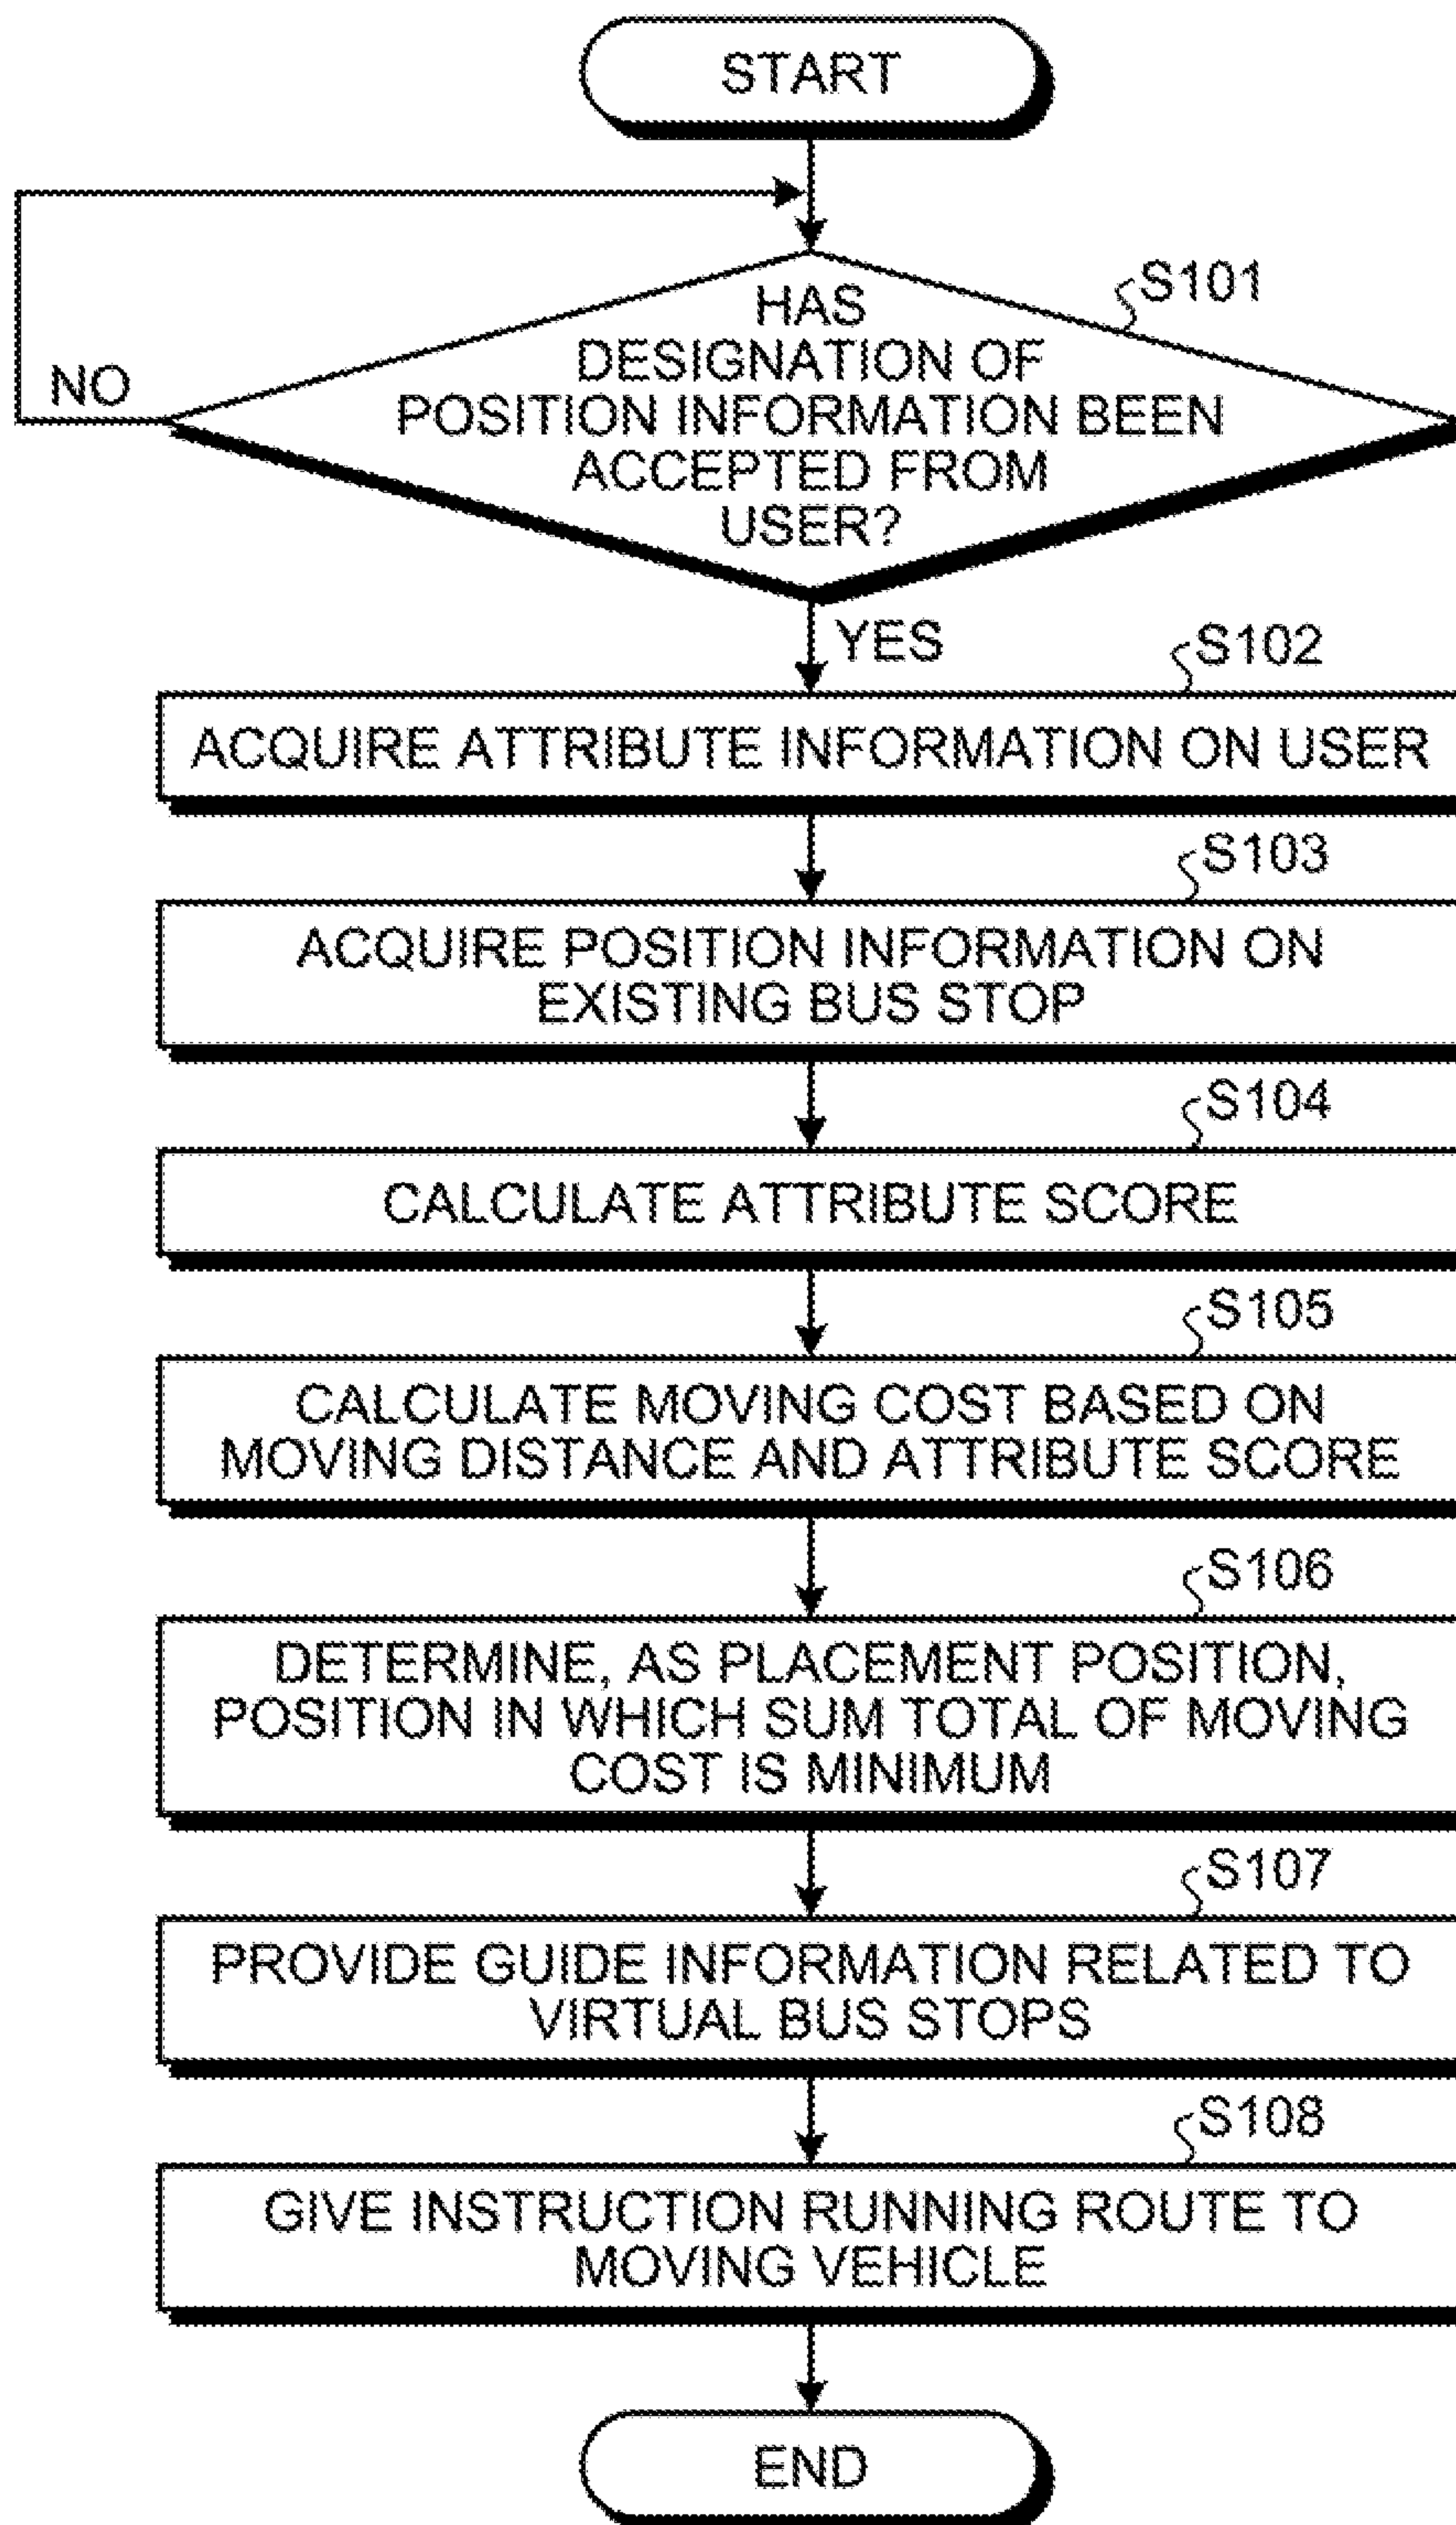 START
S101
HAS
DESIGNATION OF
POSITION INFORMATION BEEN
ACCEPTED FROM
USER?
NO
YES
S102
ACQUIRE ATTRIBUTE INFORMATION ON USER
S103
ACQUIRE POSITION INFORMATION ON
EXISTING BUS STOP
S104
CALCULATE ATTRIBUTE SCORE
S105
CALCULATE MOVING COST BASED ON
MOVING DISTANCE AND ATTRIBUTE SCORE
S106
DETERMINE, AS PLACEMENT POSITION,
POSITION IN WHICH SUM TOTAL OF MOVING
COST IS MINIMUM
S107
PROVIDE GUIDE INFORMATION RELATED TO
VIRTUAL BUS STOPS
S108
GIVE INSTRUCTION RUNNING ROUTE TO
MOVING VEHICLE
END